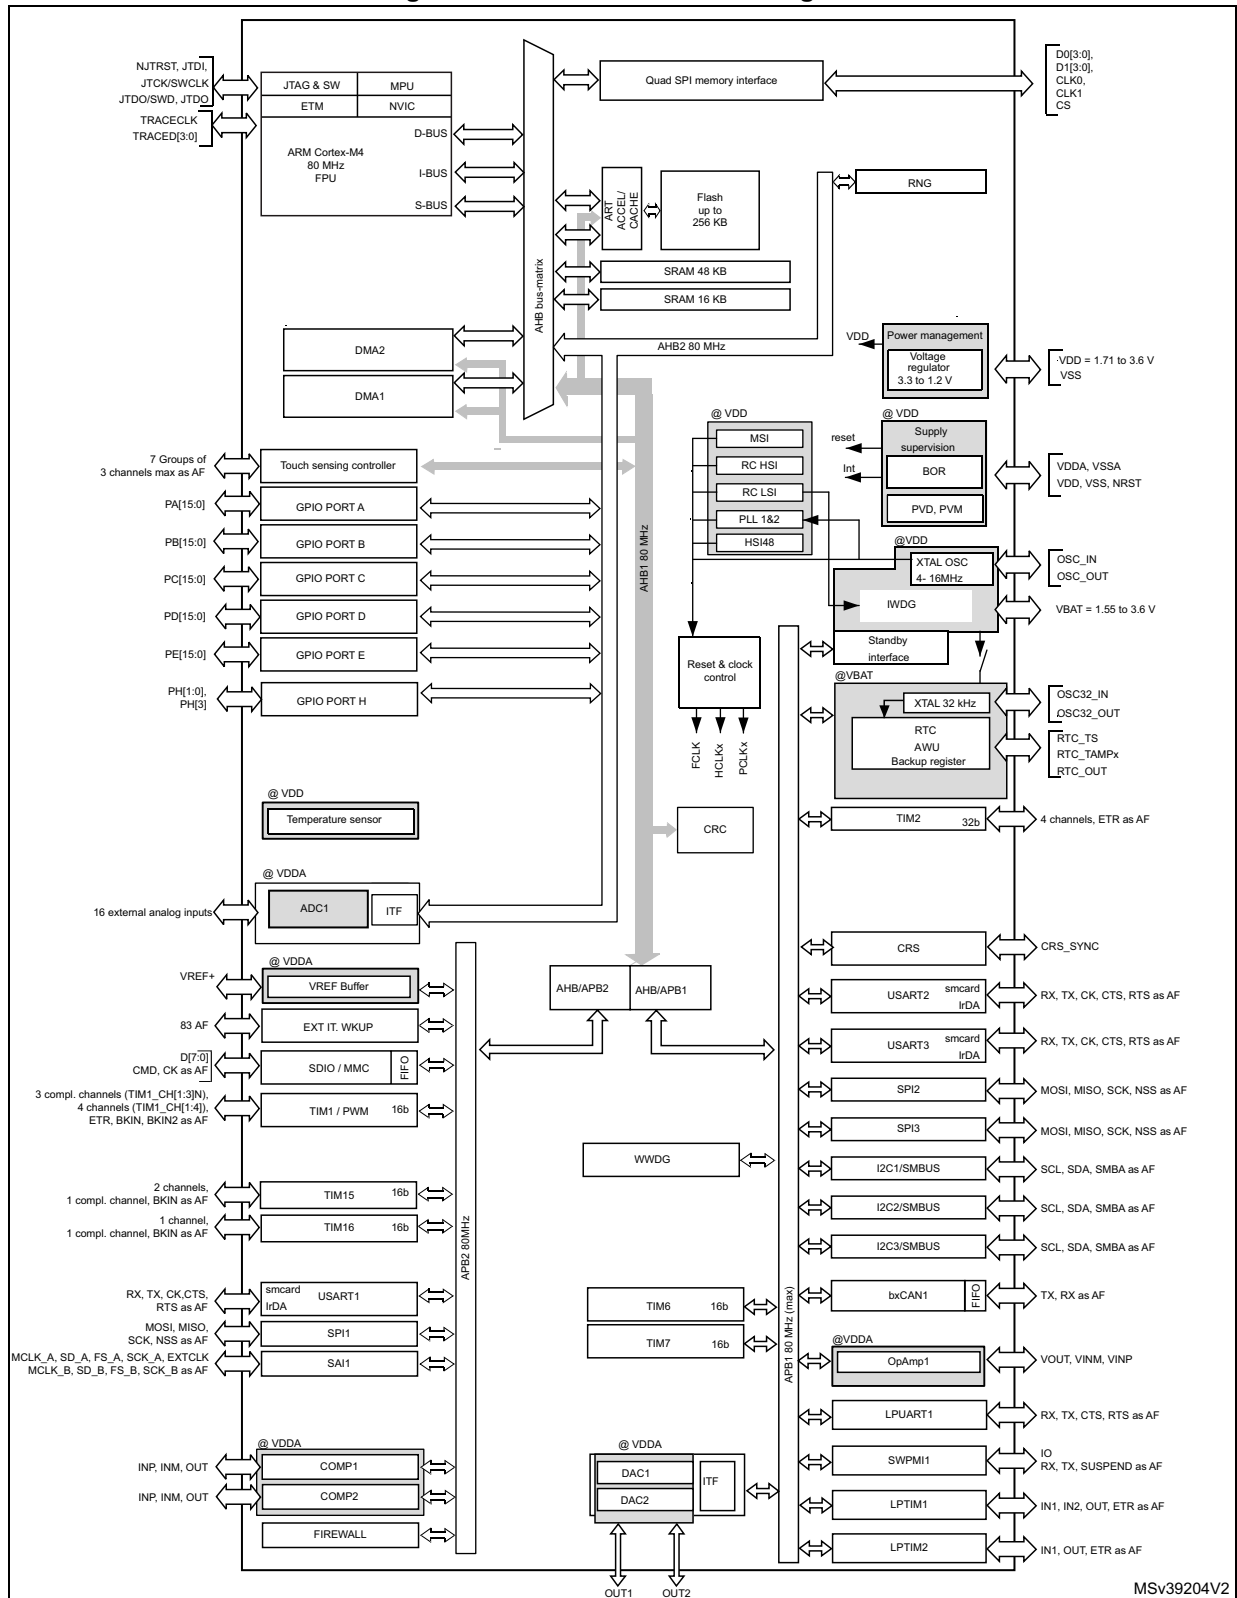 NJTRST, JTDI,
JTCK/SWCLK
JTDO/SWD, JTDO
TRACECLK
TRACED[3:0]
JTAG & SW
MPU
ETM
NVIC
ARM Cortex-M4
80 MHz
FPU
D-BUS
I-BUS
S-BUS
AHB bus-matrix
Quad SPI memory interface
D0[3:0],
D1[3:0],
CLK0,
CLK1
CS
ART
ACCEL/
CACHE
Flash
up to
256 KB
RNG
SRAM 48 KB
SRAM 16 KB
AHB2 80 MHz
DMA2
DMA1
VDD
Power management
Voltage
regulator
3.3 to 1.2 V
VDD = 1.71 to 3.6 V
VSS
@ VDD
MSI
RC HSI
RC LSI
PLL 1&2
HSI48
@ VDD
reset
Int
Supply
supervision
BOR
PVD, PVM
VDDA, VSSA
VDD, VSS, NRST
7 Groups of
3 channels max as AF
Touch sensing controller
PA[15:0]
GPIO PORT A
PB[15:0]
GPIO PORT B
PC[15:0]
GPIO PORT C
PD[15:0]
GPIO PORT D
PE[15:0]
GPIO PORT E
PH[1:0],
PH[3]
GPIO PORT H
AHB1 80 MHz
@VDD
XTAL OSC
4- 16MHz
IWDG
OSC_IN
OSC_OUT
VBAT = 1.55 to 3.6 V
Standby
interface
Reset & clock
control
FCLK
HCLKx
PCLKx
@VBAT
XTAL 32 kHz
RTC
AWU
Backup register
OSC32_IN
OSC32_OUT
RTC_TS
RTC_TAMPx
RTC_OUT
@ VDD
Temperature sensor
CRC
TIM2
32b
4 channels, ETR as AF
@ VDDA
16 external analog inputs
ADC1
ITF
CRS
CRS_SYNC
VREF+
@ VDDA
VREF Buffer
AHB/APB2
AHB/APB1
USART2
smcard
IrDA
RX, TX, CK, CTS, RTS as AF
83 AF
EXT IT. WKUP
USART3
smcard
IrDA
RX, TX, CK, CTS, RTS as AF
D[7:0]
CMD, CK as AF
SDIO / MMC
FIFO
3 compl. channels (TIM1_CH[1:3]N),
4 channels (TIM1_CH[1:4]),
ETR, BKIN, BKIN2 as AF
TIM1 / PWM
16b
SPI2
MOSI, MISO, SCK, NSS as AF
SPI3
MOSI, MISO, SCK, NSS as AF
WWDG
I2C1/SMBUS
SCL, SDA, SMBA as AF
2 channels,
1 compl. channel, BKIN as AF
TIM15
16b
I2C2/SMBUS
SCL, SDA, SMBA as AF
1 channel,
1 compl. channel, BKIN as AF
TIM16
16b
I2C3/SMBUS
SCL, SDA, SMBA as AF
APB2 80MHz
APB1 80 MHz (max)
RX, TX, CK,CTS,
RTS as AF
smcard
IrDA
USART1
TIM6
16b
bxCAN1
FIFO
TX, RX as AF
MOSI, MISO,
SCK, NSS as AF
SPI1
TIM7
16b
@VDDA
OpAmp1
VOUT, VINM, VINP
MCLK_A, SD_A, FS_A, SCK_A, EXTCLK
MCLK_B, SD_B, FS_B, SCK_B as AF
SAI1
LPUART1
RX, TX, CTS, RTS as AF
@ VDDA
INP, INM, OUT
COMP1
INP, INM, OUT
COMP2
FIREWALL
@ VDDA
DAC1
DAC2
ITF
OUT1
OUT2
SWPMI1
IO
RX, TX, SUSPEND as AF
LPTIM1
IN1, IN2, OUT, ETR as AF
LPTIM2
IN1, OUT, ETR as AF
MSv39204V2